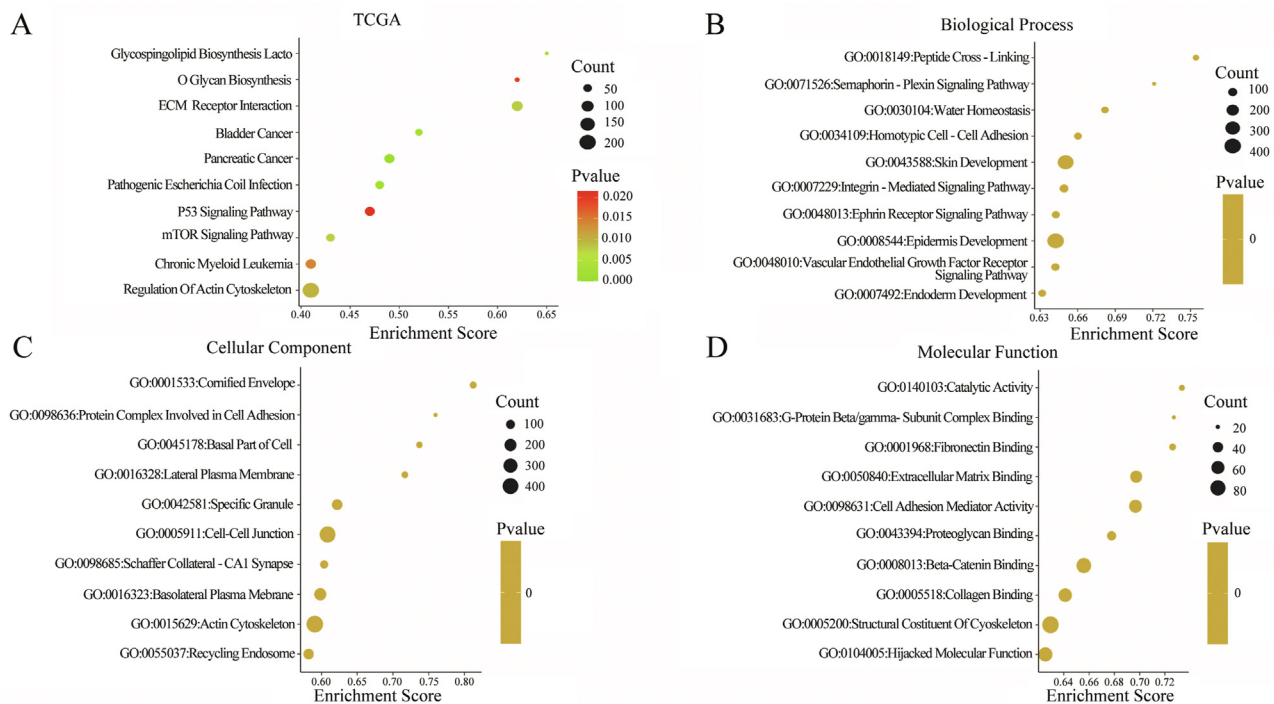 A
TCGA
Glycospingolipid Biosynthesis Lacto
O Glycan Biosynthesis
ECM Receptor Interaction
Bladder Cancer
Pancreatic Cancer
Pathogenic Escherichia Coil Infection
P53 Signaling Pathway
mTOR Signaling Pathway
Chronic Myeloid Leukemia
Regulation Of Actin Cytoskeleton
0.40 0.45 0.50 0.55 0.60 0.65
Enrichment Score
Count
50
100
150
200
Pvalue
0.020
0.015
0.010
0.005
0.000
B
Biological Process
GO:0018149:Peptide Cross - Linking
GO:0071526:Semaphorin - Plexin Signaling Pathway
GO:0030104:Water Homeostasis
GO:0034109:Homotypic Cell - Cell Adhesion
GO:0043588:Skin Development
GO:0007229:Integrin - Mediated Signaling Pathway
GO:0048013:Ephrin Receptor Signaling Pathway
GO:0008544:Epidermis Development
GO:0048010:Vascular Endothelial Growth Factor Receptor
Signaling Pathway
GO:0007492:Endoderm Development
0.63 0.66 0.69 0.72 0.75
Enrichment Score
Count
100
200
300
400
Pvalue
0
C
Cellular Component
GO:0001533:Cornified Envelope
GO:0098636:Protein Complex Involved in Cell Adhesion
GO:0045178:Basal Part of Cell
GO:0016328:Lateral Plasma Membrane
GO:0042581:Specific Granule
GO:0005911:Cell-Cell Junction
GO:0098685:Schaffer Collateral - CA1 Synapse
GO:0016323:Basolateral Plasma Mebrane
GO:0015629:Actin Cytoskeleton
GO:0055037:Recycling Endosome
0.60 0.65 0.70 0.75 0.80
Enrichment Score
Count
100
200
300
400
Pvalue
0
D
Molecular Function
GO:0140103:Catalytic Activity
GO:0031683:G-Protein Beta/gamma- Subunit Complex Binding
GO:0001968:Fibronectin Binding
GO:0050840:Extracellular Matrix Binding
GO:0098631:Cell Adhesion Mediator Activity
GO:0043394:Proteoglycan Binding
GO:0008013:Beta-Catenin Binding
GO:0005518:Collagen Binding
GO:0005200:Structural Costituent Of Cyoskeleton
GO:0104005:Hijacked Molecular Function
0.64 0.66 0.68 0.70 0.72
Enrichment Score
Count
20
40
60
80
Pvalue
0